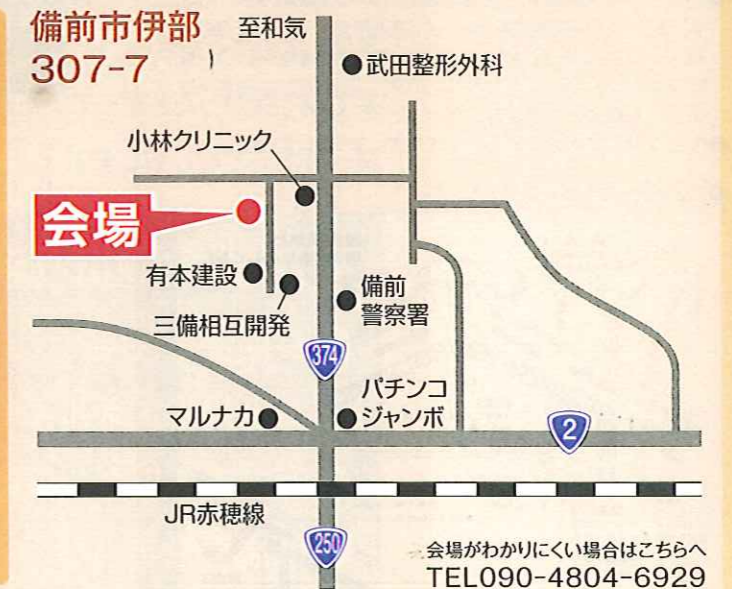 備前市伊部
307-7
至和気
武田整形外科
小林クリニック
会場
有本建設
三備相互開発
備前
警察署
374
パチンコ
ジャンボ
マルナカ
2
JR赤穂線
250
会場がわかりにくい場合はこちらへ
TEL090-4804-6929